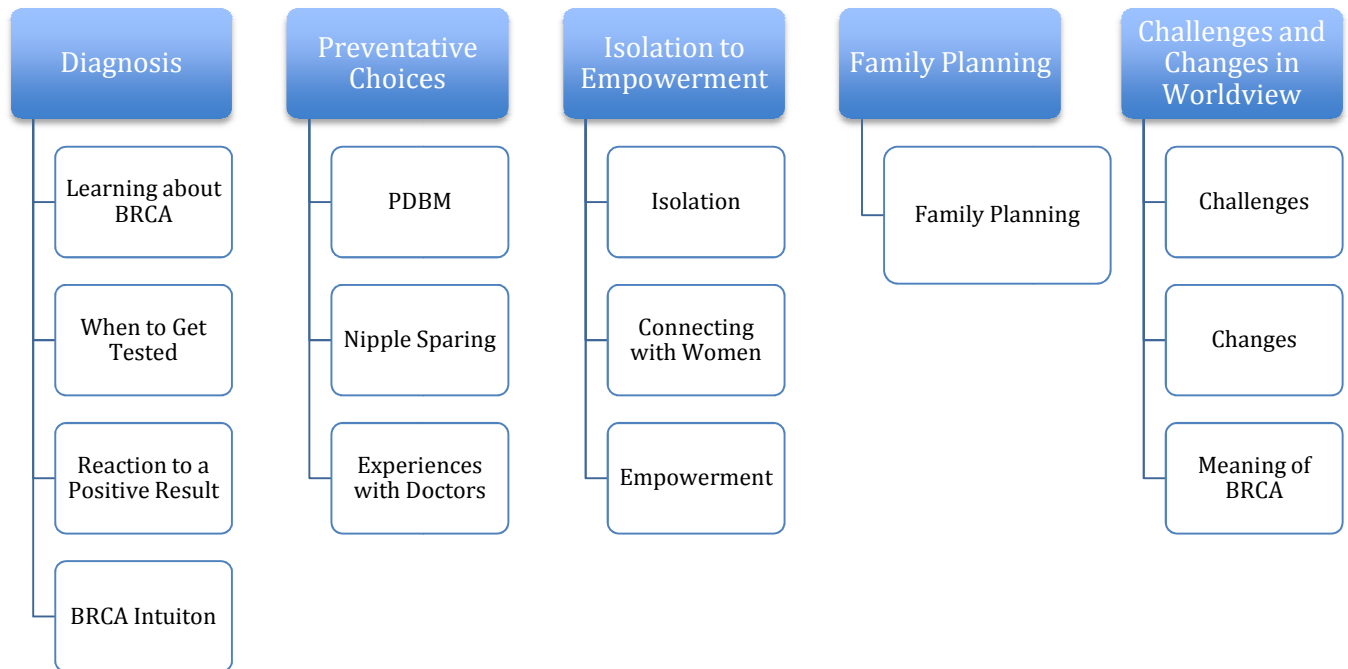 Diagnosis
Learning about
BRCA
When to Get
Tested
Reaction to a
Positive Result
BRCA Intuiton
Preventative
Choices
PDBM
Nipple Sparing
Experiences
with Doctors
Isolation to
Empowerment
Isolation
Connecting
with Women
Empowerment
Family Planning
Family Planning
Challenges and
Changes in
Worldview
Challenges
Changes
Meaning of
BRCA